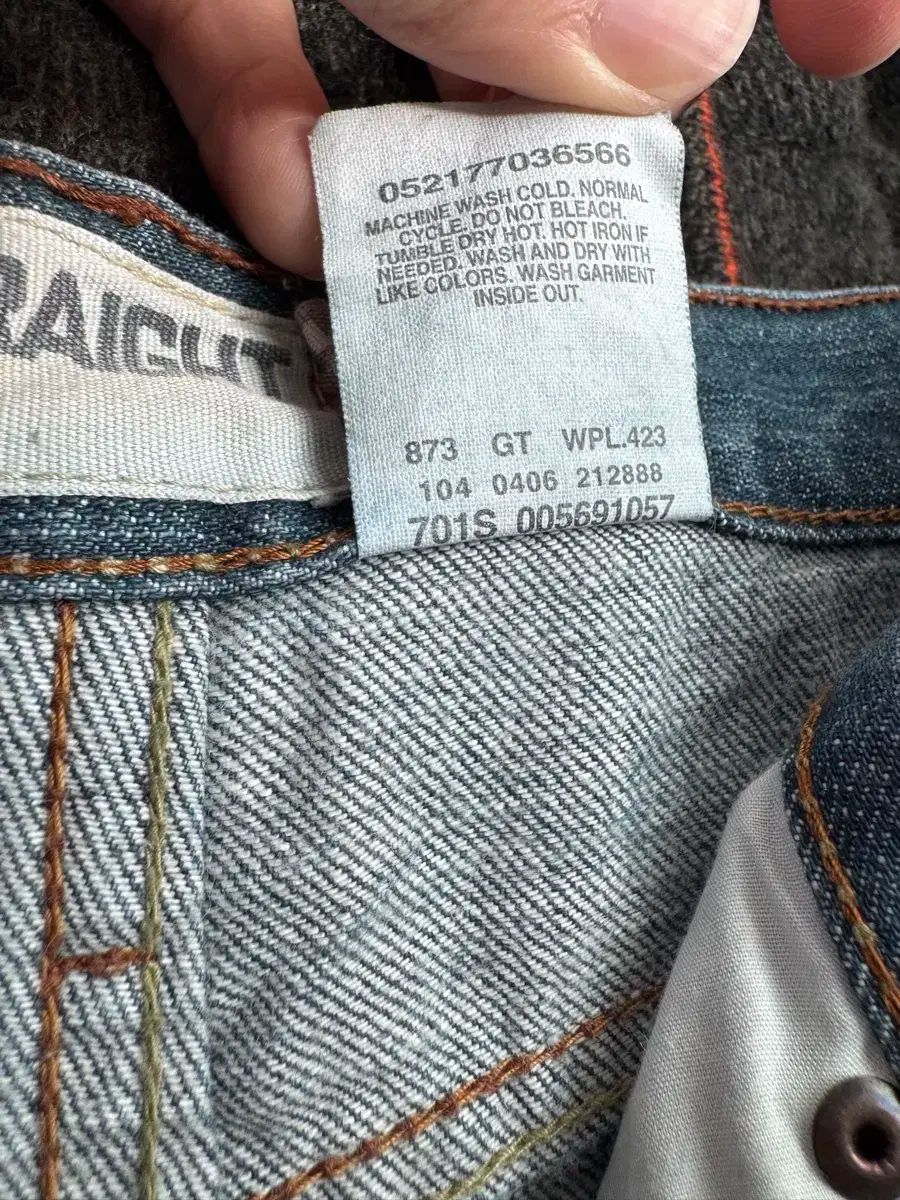 052177036566
MACHINE WASH COLD. NORMAL
CYCLE. DO NOT BLEACH.
TUMBLE DRY HOT. HOT IRON IF
NEEDED. WASH AND DRY WITH
LIKE COLORS. WASH GARMENT
INSIDE OUT.
RAIGHT
873 GT WPL.423
104 0406 212888
701S 005691057